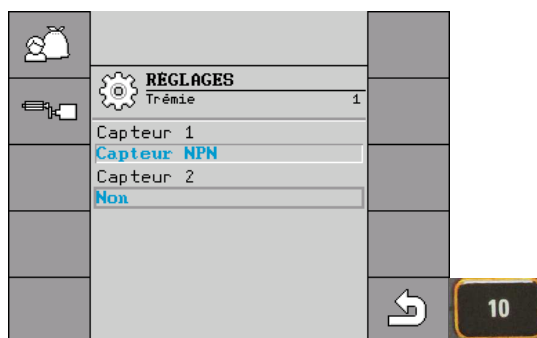 RÉGLAGES
Trémie 1
Capteur 1
Capteur NPN
Capteur 2
Non
10